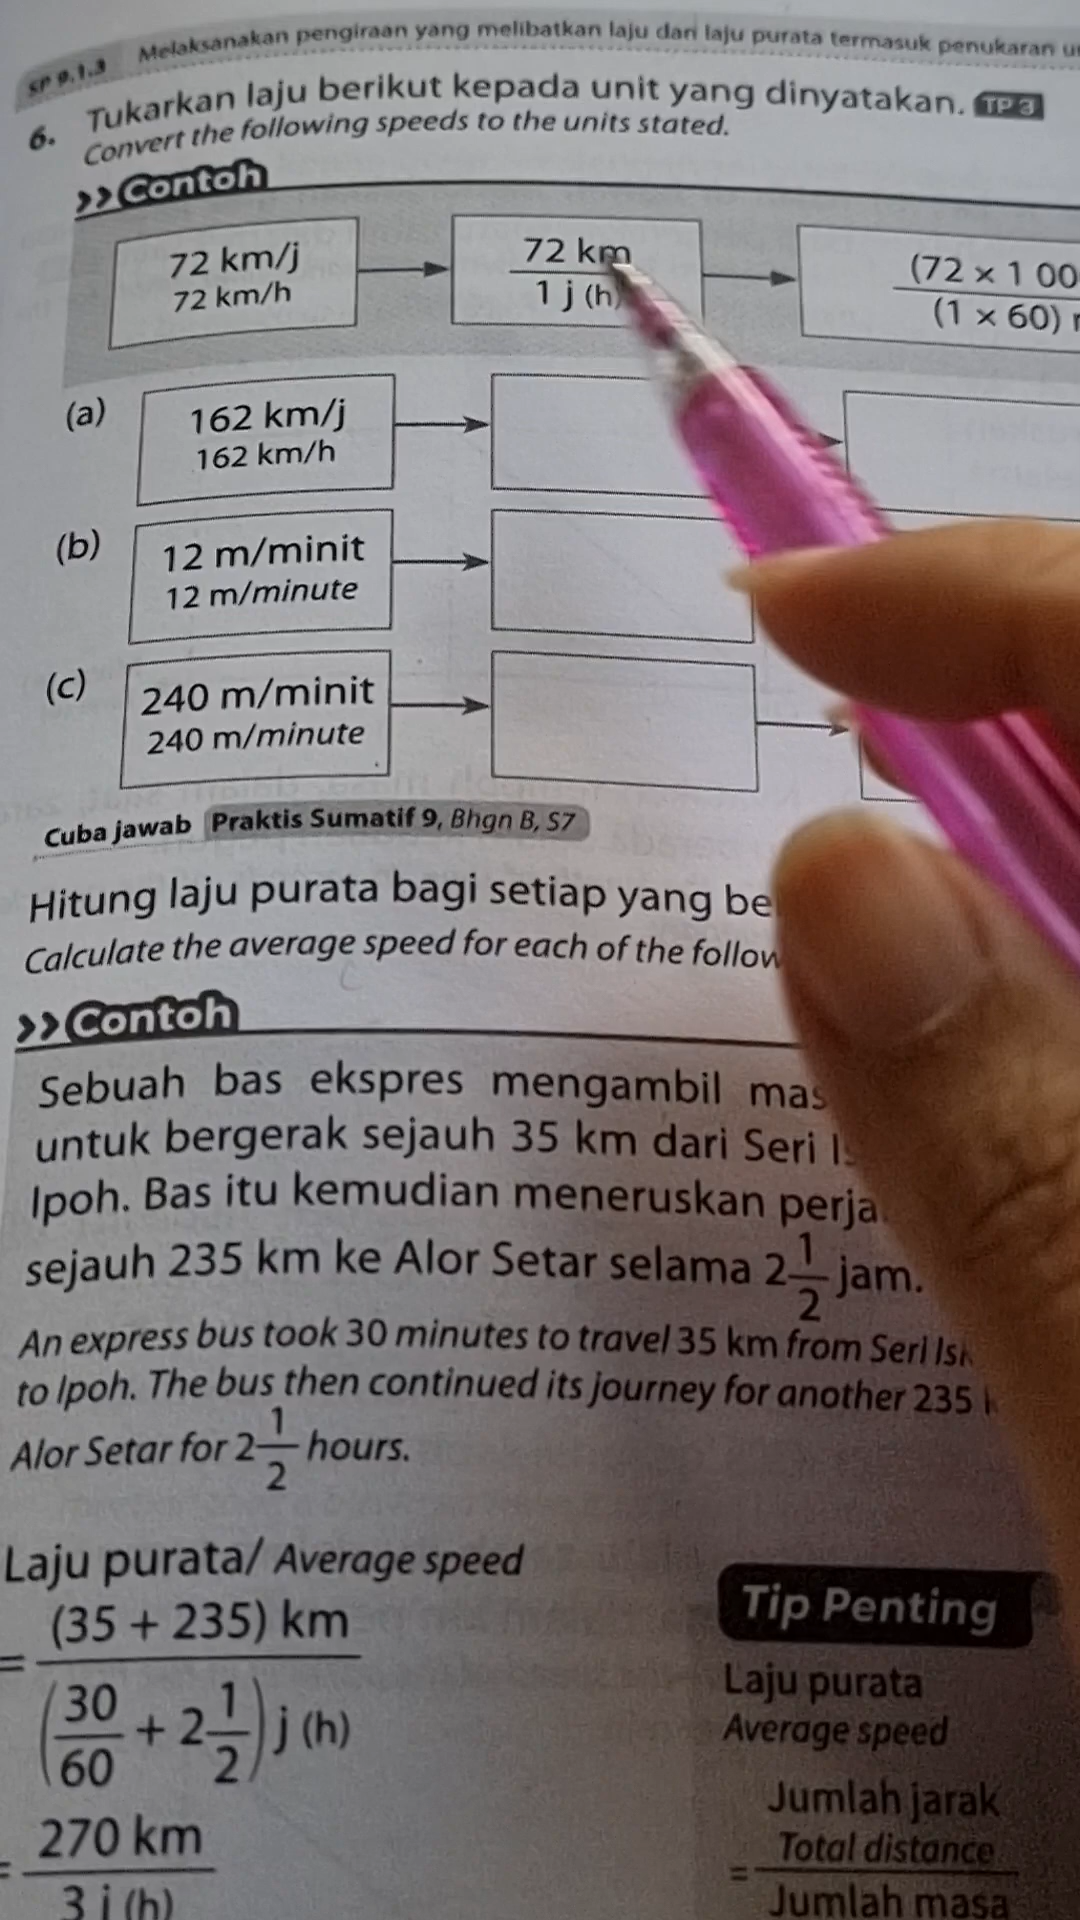 SP 9.1.3 Melaksanakan pengiraan yang melibatkan laju dan laju purata termasuk penukaran u
6. Tukarkan laju berikut kepada unit yang dinyatakan. TP 3
Convert the following speeds to the units stated.
>> Contoh
72 km/j
72 km/h
72 km
1 j (h)
(72 × 1 00
(1 × 60)
(a)
162 km/j
162 km/h
(b)
12 m/minit
12 m/minute
(c)
240 m/minit
240 m/minute
Cuba jawab Praktis Sumatif 9, Bhgn B, S7
Hitung laju purata bagi setiap yang be
Calculate the average speed for each of the follow
>> Contoh
Sebuah bas ekspres mengambil mas
untuk bergerak sejauh 35 km dari Seri Is
Ipoh. Bas itu kemudian meneruskan perja
sejauh 235 km ke Alor Setar selama 2 1/2 jam.
An express bus took 30 minutes to travel 35 km from Seri Isk
to Ipoh. The bus then continued its journey for another 235 k
Alor Setar for 2 1/2 hours.
Laju purata/ Average speed
= (35 + 235) km
(30/60 + 2 1/2) j (h)
= 270 km
3 j (h)
Tip Penting
Laju purata
Average speed
= Jumlah jarak
Total distance
Jumlah masa